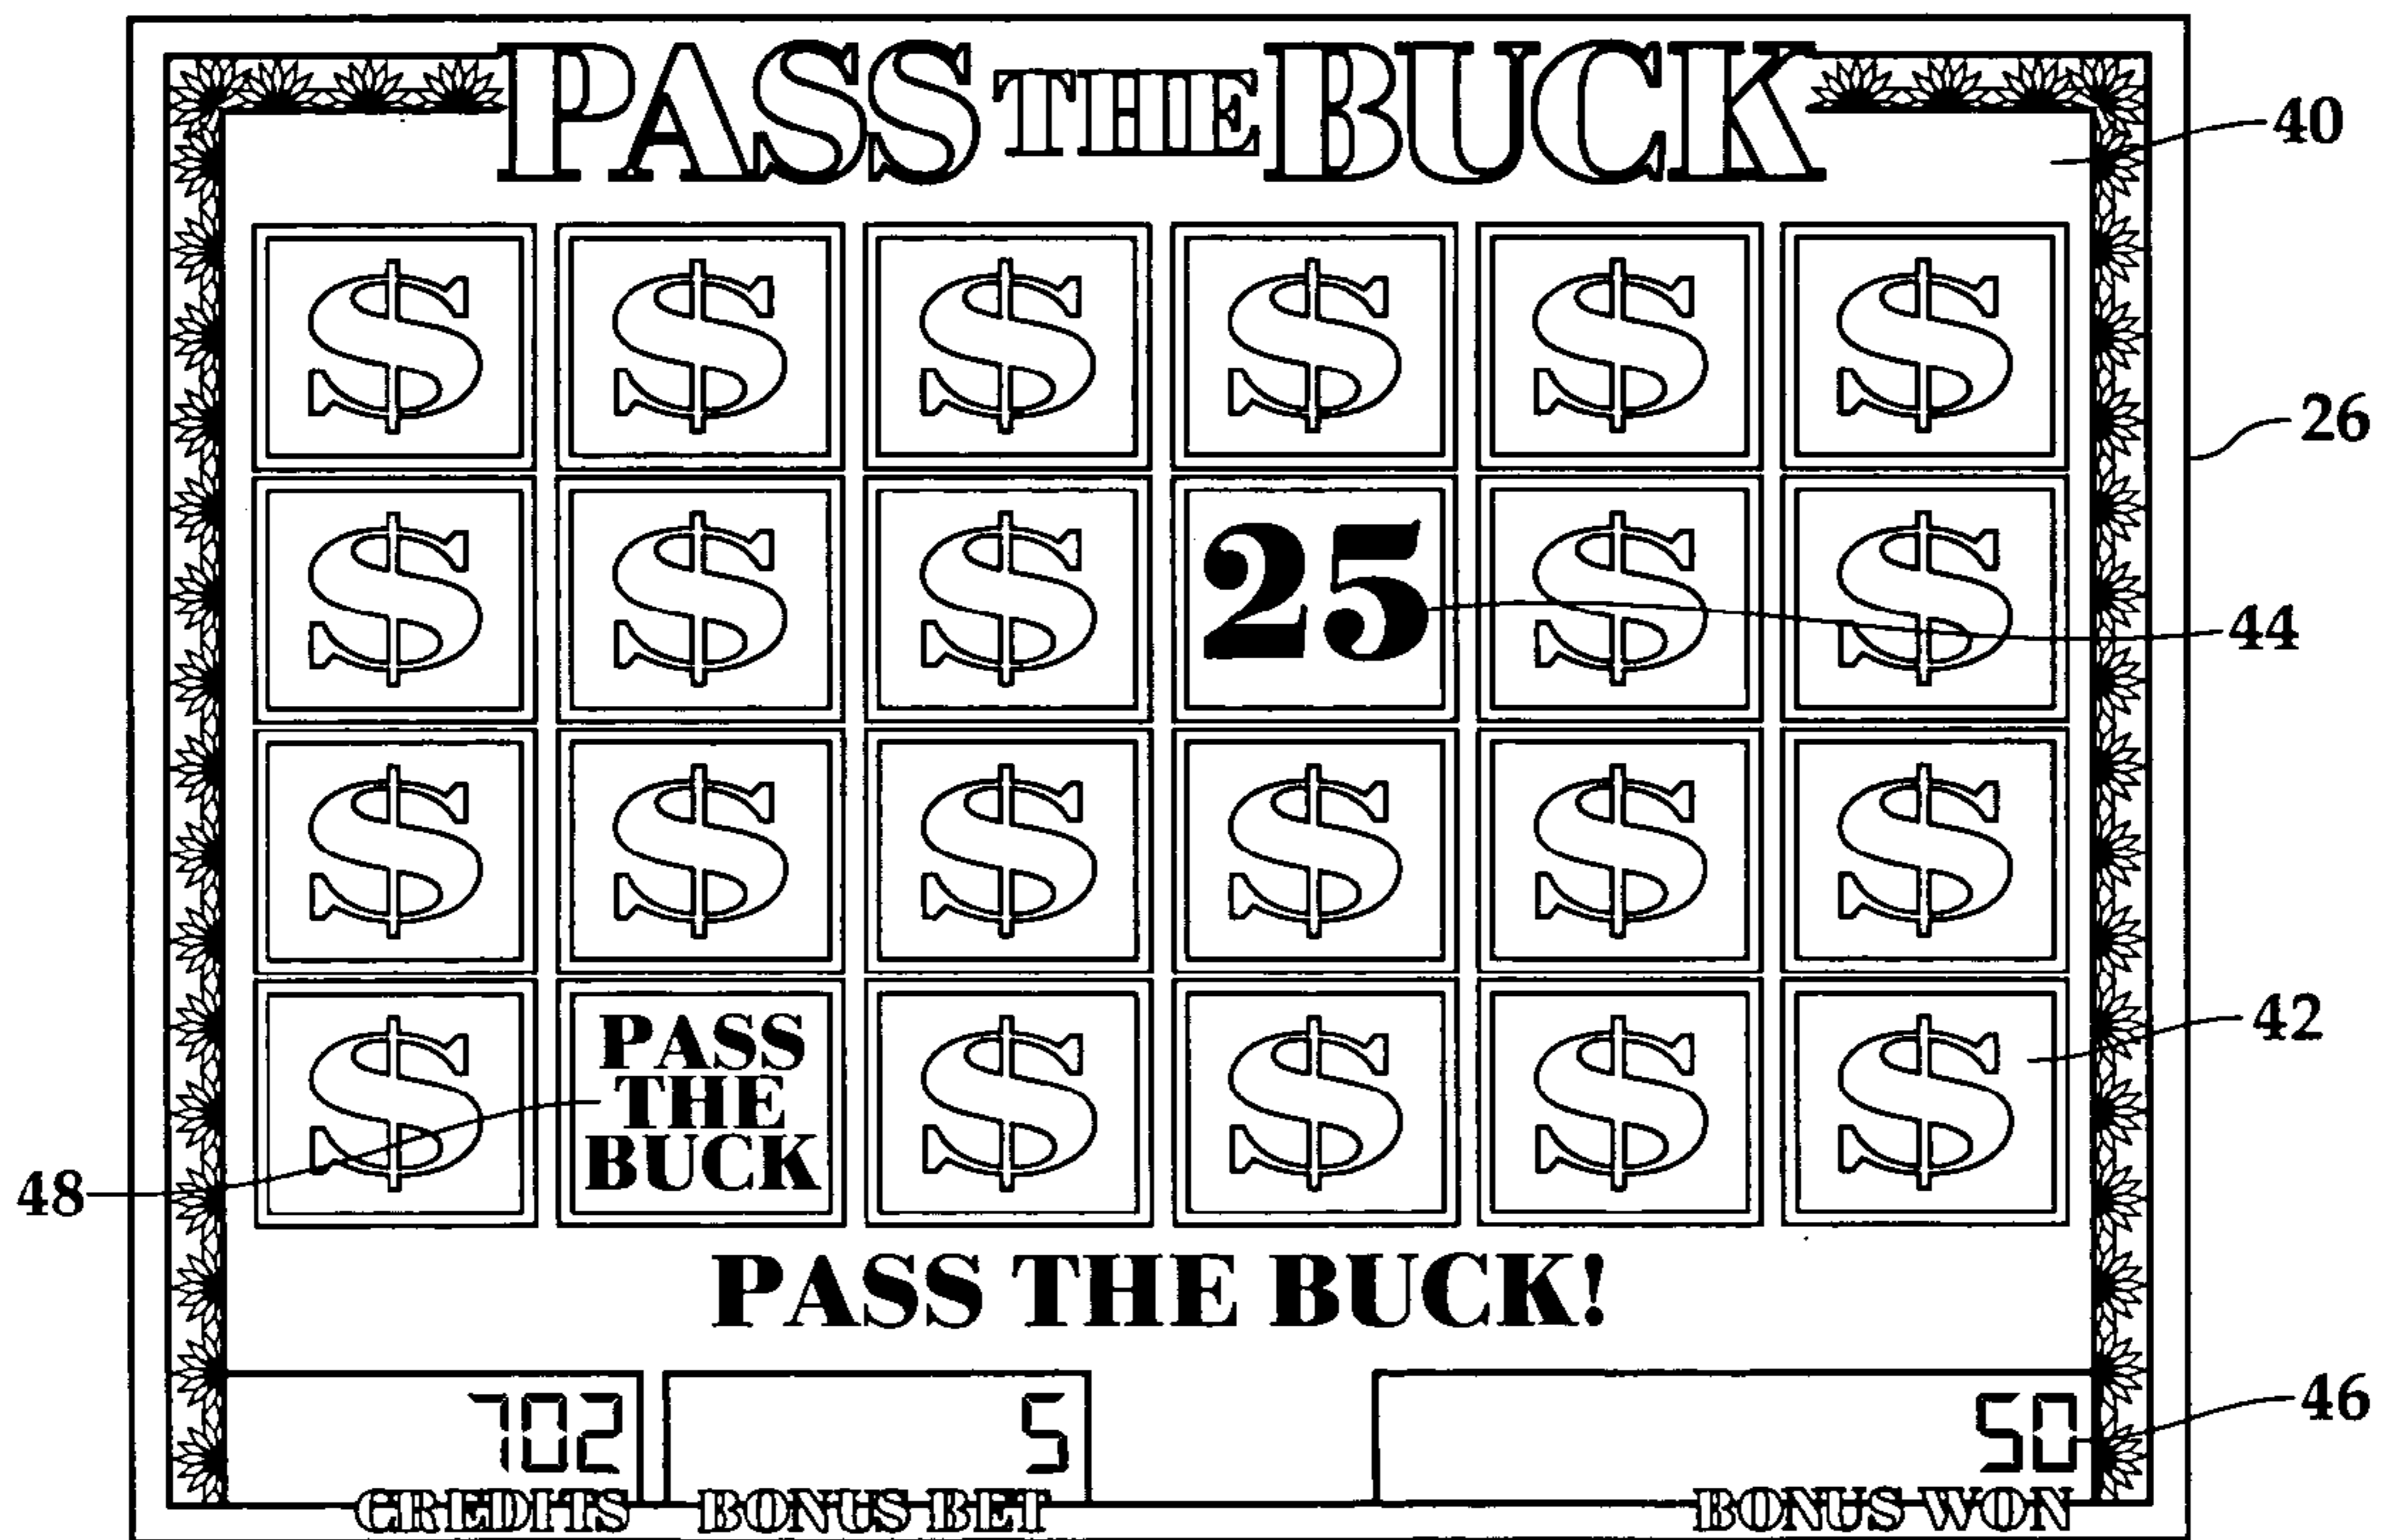 PASS THE BUCK
40
$ $ $ $ $ $
26
$ $ $ 25 $ $
44
$ $ $ $ $ $
$ PASS THE BUCK $ $ $ $
42
48
PASS THE BUCK!
702 5 50
46
CREDITS BONUS BET BONUS WON